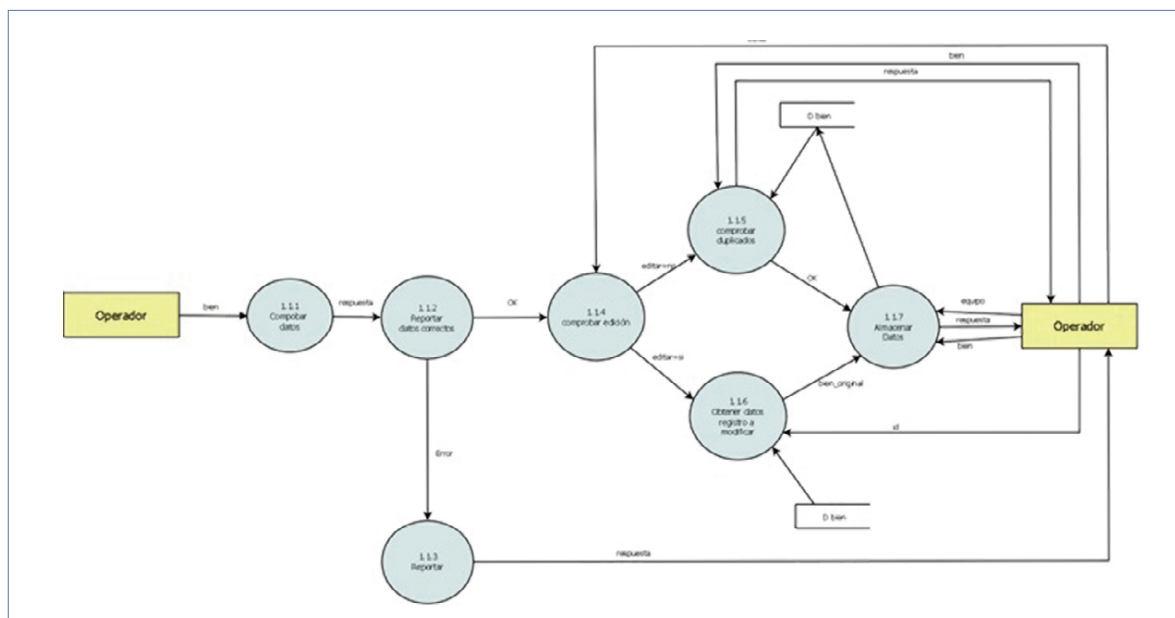 bien
respuesta
D bien
1.1.5
comprobar
duplicados
editar=no
OK
Operador
bien
1.1.1
Comprobar
datos
respuesta
1.1.2
Reportar
datos correctos
OK
1.1.4
comprobar edición
1.1.7
Almacenar
Datos
equipo
respuesta
bien
Operador
editar=si
bien_original
1.1.6
Obtener datos
registro a
modificar
id
Error
D bien
1.1.3
Reportar
respuesta